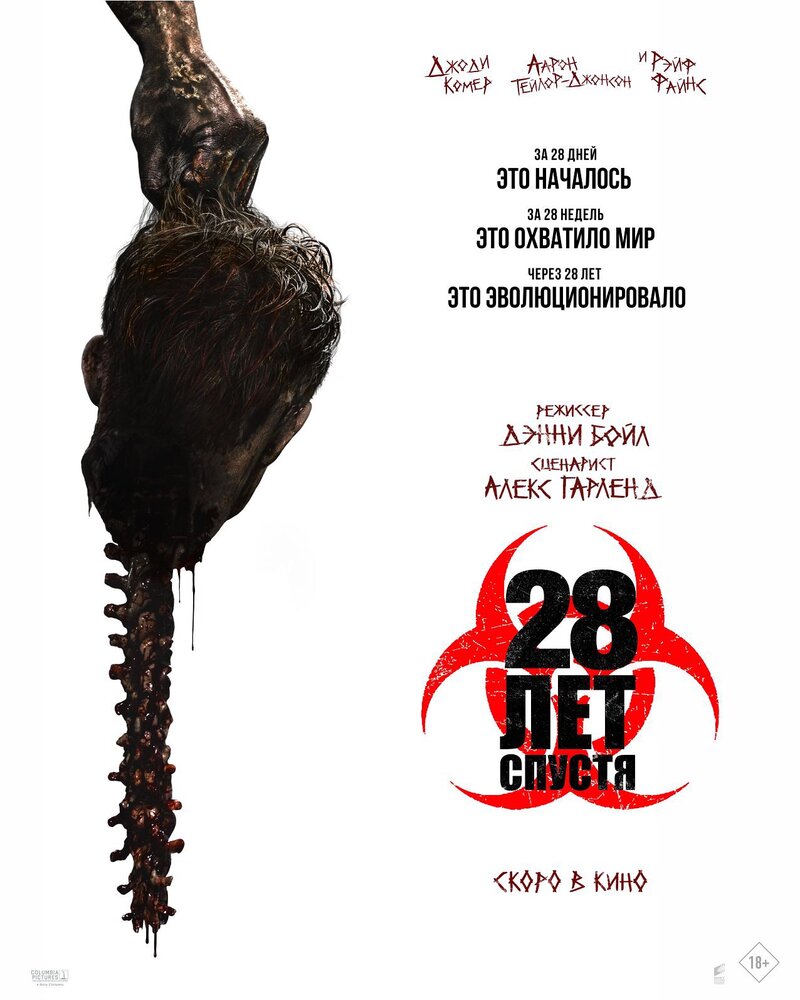 Джоди Комер
Аарон Тейлор-Джонсон
и Рэйф Файнс
ЗА 28 ДНЕЙ
ЭТО НАЧАЛОСЬ
ЗА 28 НЕДЕЛЬ
ЭТО ОХВАТИЛО МИР
ЧЕРЕЗ 28 ЛЕТ
ЭТО ЭВОЛЮЦИОНИРОВАЛО
РЕЖИССЕР
ДЭННИ БОЙЛ
СЦЕНАРИСТ
АЛЕКС ГАРЛЕНД
28
ЛЕТ
СПУСТЯ
СКОРО В КИНО
COLUMBIA
PICTURES
18+